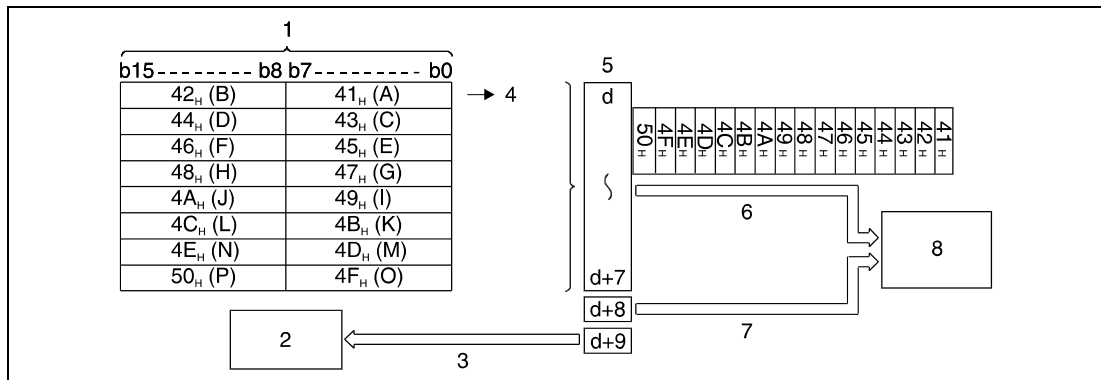 1
b15--------- b8 b7--------- b0
42H (B) 41H (A)
44H (D) 43H (C)
46H (F) 45H (E)
48H (H) 47H (G)
4AH (J) 49H (I)
4CH (L) 4BH (K)
4EH (N) 4DH (M)
50H (P) 4FH (O)
4
5
d
d+7
d+8
d+9
50H 4FH 4EH 4DH 4CH 4BH 4AH 49H 48H 47H 46H 45H 44H 43H 42H 41H
6
7
8
2
3